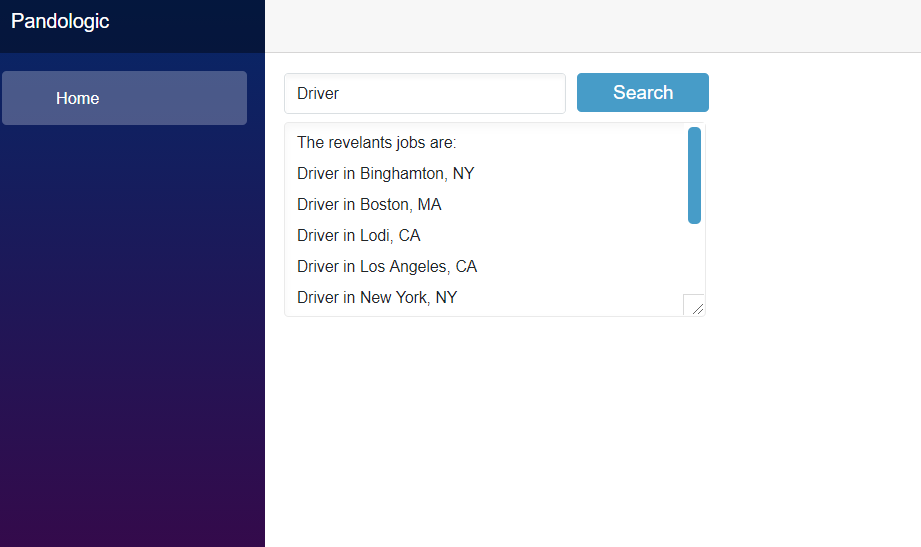 Pandologic
Home
Driver
Search
The revelants jobs are:
Driver in Binghamton, NY
Driver in Boston, MA
Driver in Lodi, CA
Driver in Los Angeles, CA
Driver in New York, NY